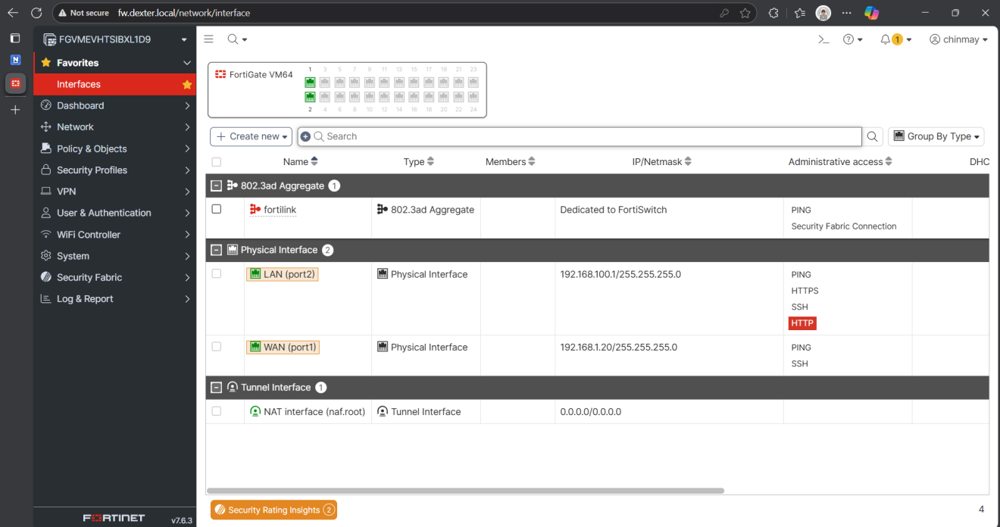 Not secure fw.dexter.local/network/interface
FGVMEVHTSIBXL1D9
1
chinmay
N
Favorites
Interfaces
Dashboard
Network
Policy & Objects
Security Profiles
VPN
User & Authentication
WiFi Controller
System
Security Fabric
Log & Report
FORTINET v7.6.3
1 3 5 7 9 11 13 15 17 19 21 23
FortiGate VM64
2 4 6 8 10 12 14 16 18 20 22 24
+ Create new Search Group By Type
Name Type Members IP/Netmask Administrative access DHC
802.3ad Aggregate 1
fortilink 802.3ad Aggregate Dedicated to FortiSwitch PING
Security Fabric Connection
Physical Interface 2
LAN (port2) Physical Interface 192.168.100.1/255.255.255.0 PING
HTTPS
SSH
HTTP
WAN (port1) Physical Interface 192.168.1.20/255.255.255.0 PING
SSH
Tunnel Interface 1
NAT interface (naf.root) Tunnel Interface 0.0.0.0/0.0.0.0
Security Rating Insights 2
4